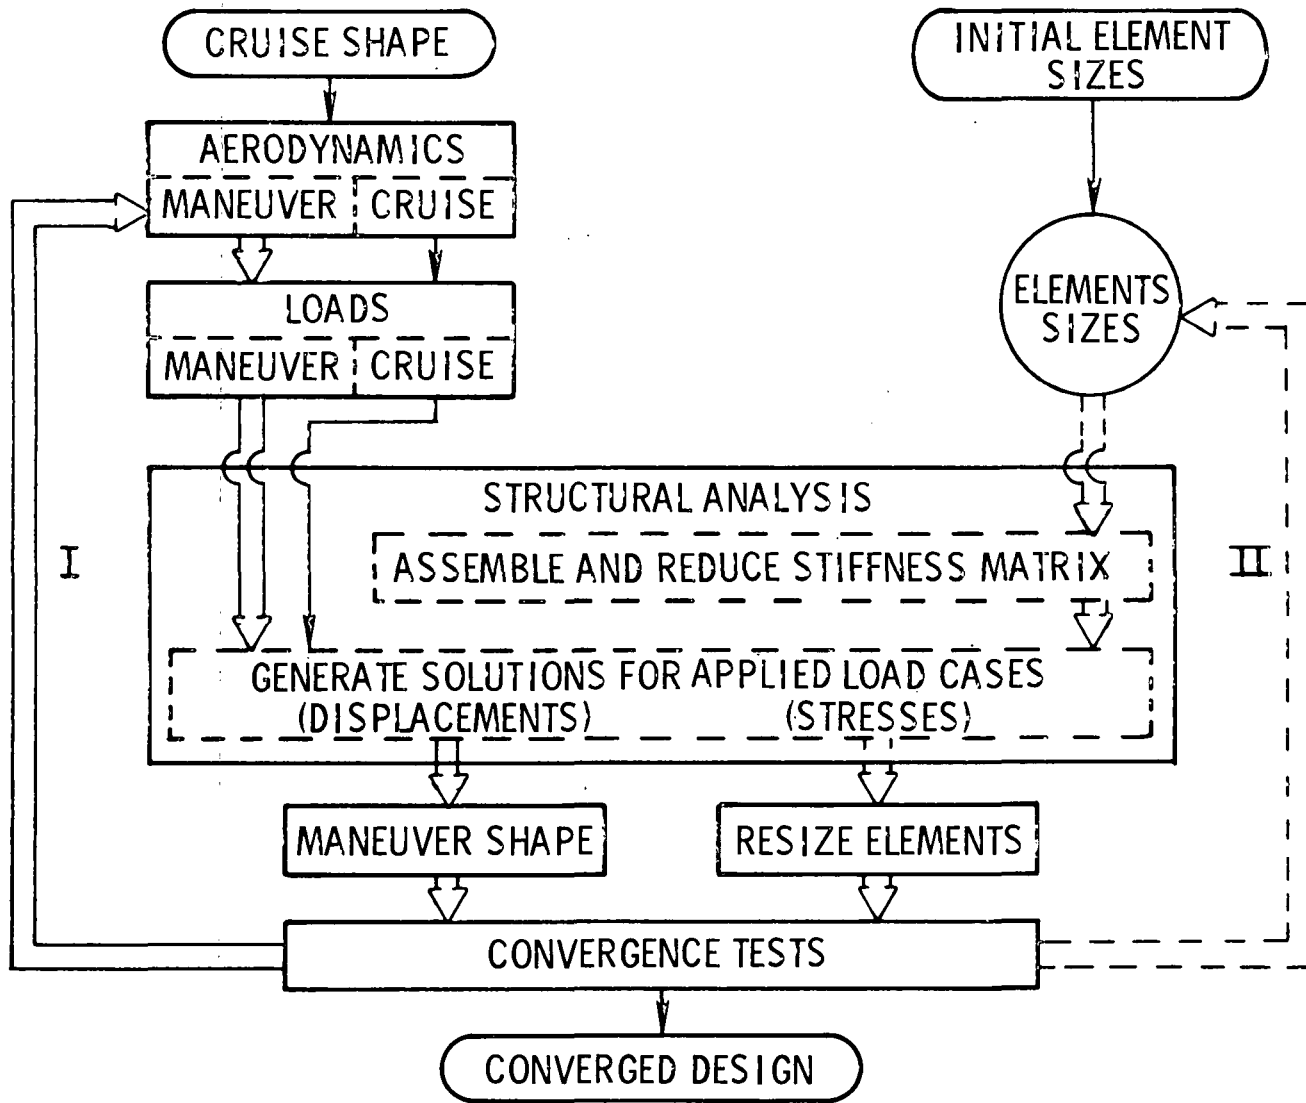 CRUISE SHAPE
INITIAL ELEMENT
SIZES
AERODYNAMICS
MANEUVER CRUISE
LOADS
MANEUVER CRUISE
ELEMENTS
SIZES
STRUCTURAL ANALYSIS
ASSEMBLE AND REDUCE STIFFNESS MATRIX
I
II
GENERATE SOLUTIONS FOR APPLIED LOAD CASES
(DISPLACEMENTS) (STRESSES)
MANEUVER SHAPE
RESIZE ELEMENTS
CONVERGENCE TESTS
CONVERGED DESIGN